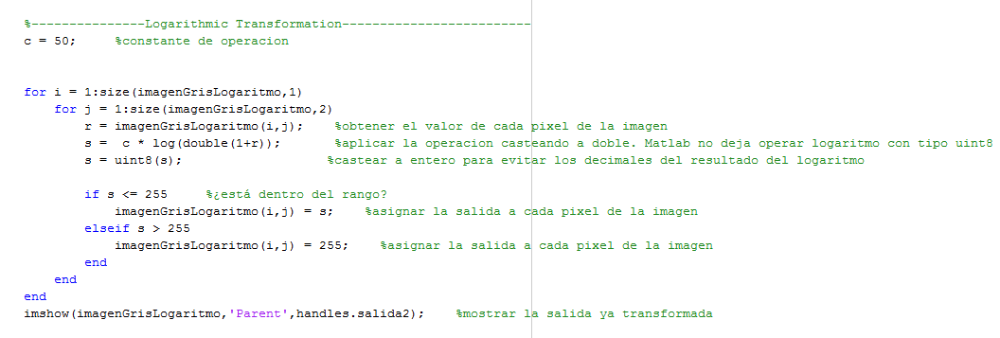 %---------------Logarithmic Transformation-------------------------
c = 50;     %constante de operacion
for i = 1:size(imagenGrisLogaritmo,1)
    for j = 1:size(imagenGrisLogaritmo,2)
        r = imagenGrisLogaritmo(i,j);    %obtener el valor de cada pixel de la imagen
        s =  c * log(double(1+r));       %aplicar la operacion casteando a doble. Matlab no deja operar logaritmo con tipo uint8
        s = uint8(s);                   %castear a entero para evitar los decimales del resultado del logaritmo
        if s <= 255     %¿está dentro del rango?
            imagenGrisLogaritmo(i,j) = s;    %asignar la salida a cada pixel de la imagen
        elseif s > 255
            imagenGrisLogaritmo(i,j) = 255;    %asignar la salida a cada pixel de la imagen
        end
    end
end
imshow(imagenGrisLogaritmo,'Parent',handles.salida2);    %mostrar la salida ya transformada